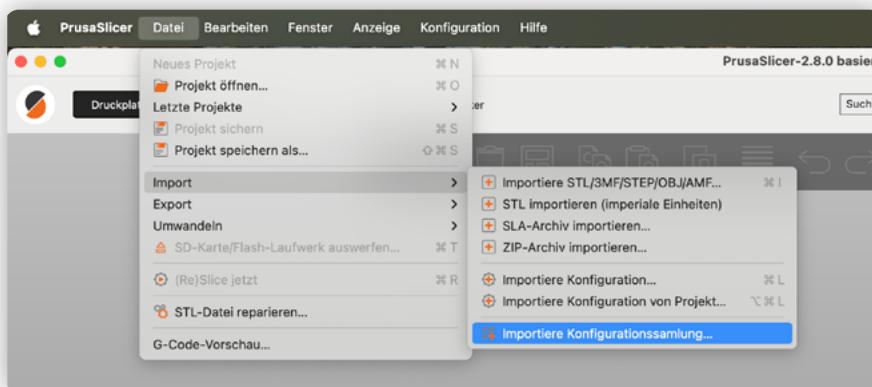 PrusaSlicer Datei Bearbeiten Fenster Anzeige Konfiguration Hilfe
PrusaSlicer-2.8.0 basier
Druckplat
Such
Neues Projekt ⌘ N
Projekt öffnen... ⌘ O
Letzte Projekte >
Projekt sichern ⌘ S
Projekt speichern als... ⇧ ⌘ S
Import >
Export >
Umwandeln >
SD-Karte/Flash-Laufwerk auswerfen... ⌘ T
(Re)Slice jetzt ⌘ R
STL-Datei reparieren...
G-Code-Vorschau...
Importiere STL/3MF/STEP/OBJ/AMF... ⌘ I
STL importieren (imperiale Einheiten)
SLA-Archiv importieren...
ZIP-Archiv importieren...
Importiere Konfiguration... ⌘ L
Importiere Konfiguration von Projekt... ⌥ ⌘ L
Importiere Konfigurationssamlung...